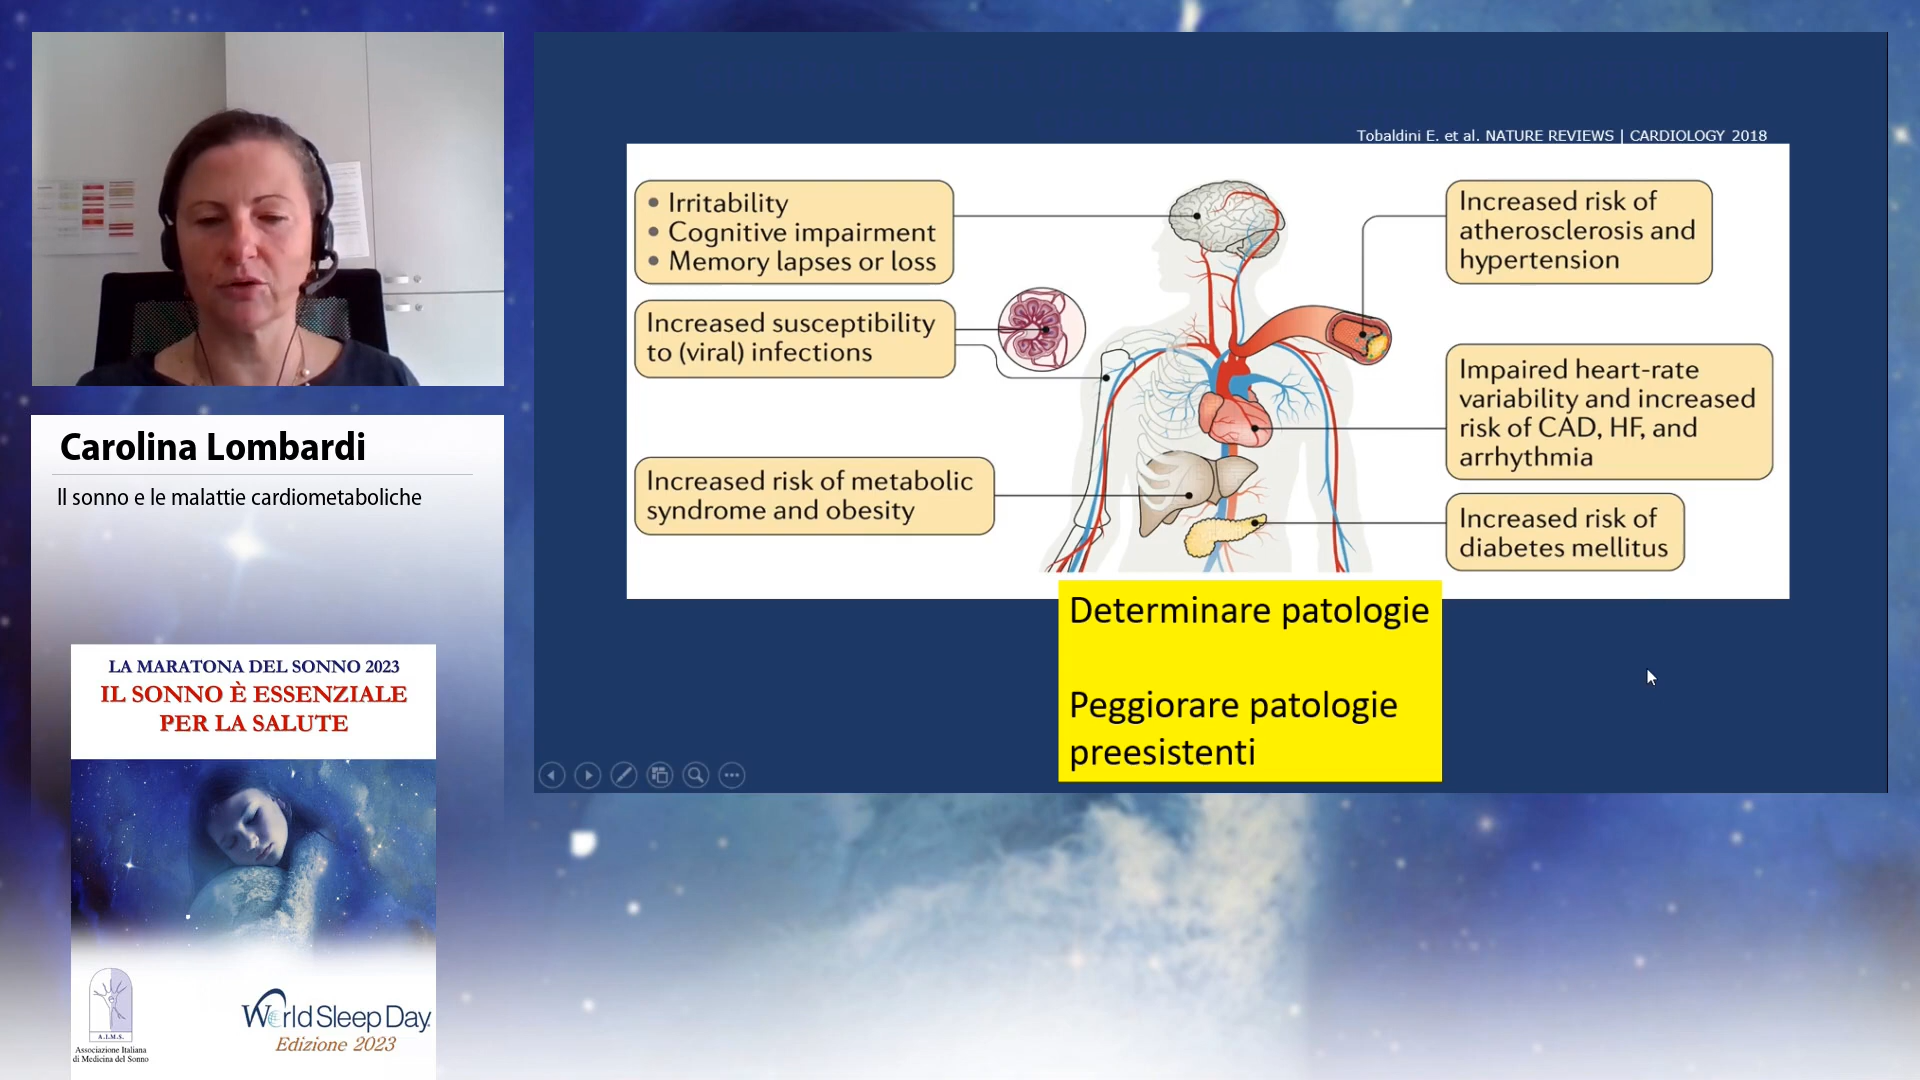 Carolina Lombardi
Il sonno e le malattie cardiometaboliche
LA MARATONA DEL SONNO 2023
IL SONNO È ESSENZIALE
PER LA SALUTE
A.I.M.S.
Associazione Italiana
di Medicina del Sonno
World Sleep Day
Edizione 2023
Tobaldini E. et al. NATURE REVIEWS | CARDIOLOGY 2018
• Irritability
• Cognitive impairment
• Memory lapses or loss
Increased susceptibility
to (viral) infections
Increased risk of metabolic
syndrome and obesity
Increased risk of
atherosclerosis and
hypertension
Impaired heart-rate
variability and increased
risk of CAD, HF, and
arrhythmia
Increased risk of
diabetes mellitus
Determinare patologie
Peggiorare patologie
preesistenti